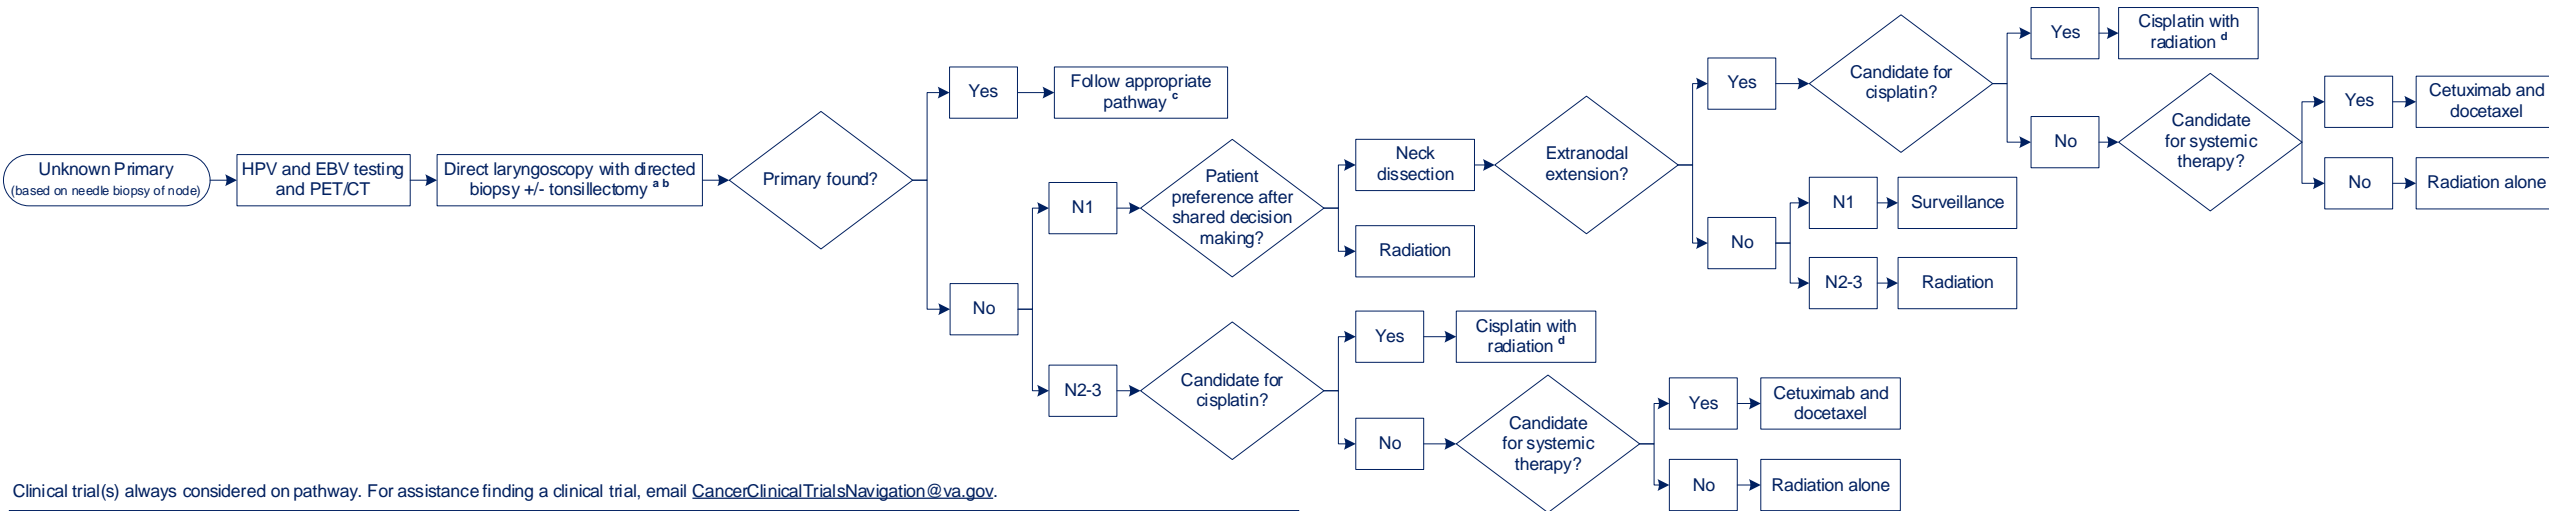 Unknown Primary
(based on needle biopsy of node)
HPV and EBV testing
and PET/CT
Direct laryngoscopy with directed
biopsy +/- tonsillectomy a b
Primary found?
Yes
Follow appropriate
pathway c
No
N1
Patient
preference after
shared decision
making?
Neck
dissection
Extranodal
extension?
Yes
Candidate for
cisplatin?
Yes
Cisplatin with
radiation d
No
Candidate
for systemic
therapy?
Yes
Cetuximab and
docetaxel
No
Radiation alone
No
N1
Surveillance
N2-3
Radiation
Radiation
N2-3
Candidate for
cisplatin?
Yes
Cisplatin with
radiation d
No
Candidate
for systemic
therapy?
Yes
Cetuximab and
docetaxel
No
Radiation alone
Clinical trial(s) always considered on pathway. For assistance finding a clinical trial, email CancerClinicalTrialsNavigation@va.gov.